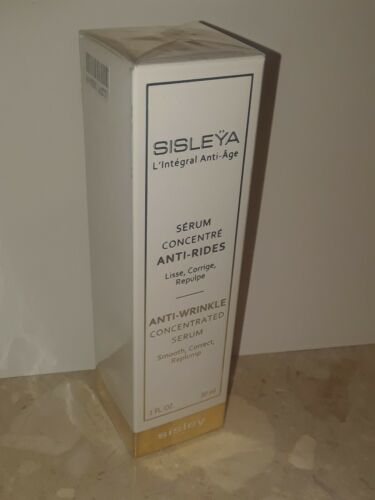 SISLEŸA
L'Intégral Anti-Âge
SÉRUM
CONCENTRÉ
ANTI-RIDES
Lisse, Corrige,
Repulpe
ANTI-WRINKLE
CONCENTRATED
SERUM
Smooth, Correct,
Replump
1 FL.OZ 30 ml
sisley